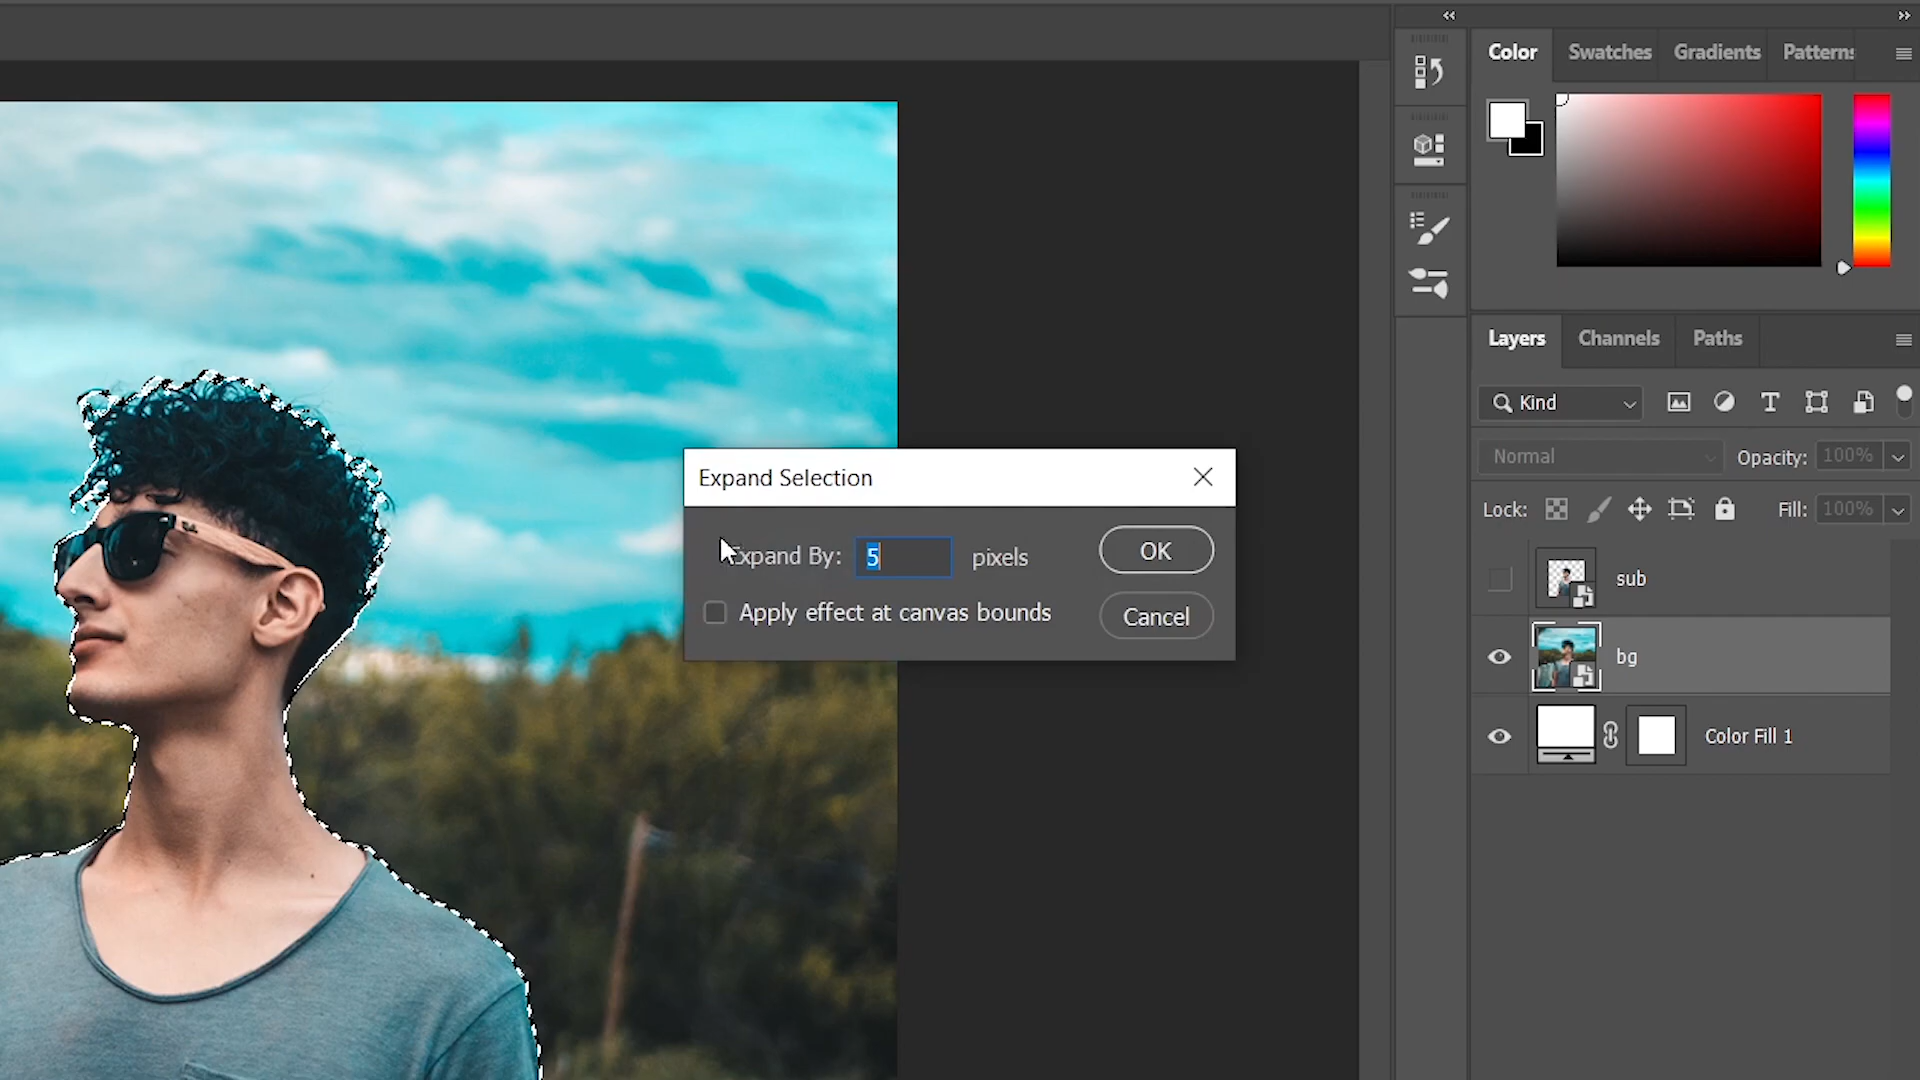 Color Swatches Gradients Patterns
Layers Channels Paths
Kind
Normal Opacity: 100%
Lock: Fill: 100%
sub
bg
Color Fill 1
Expand Selection
Expand By: 5 pixels
Apply effect at canvas bounds
OK
Cancel